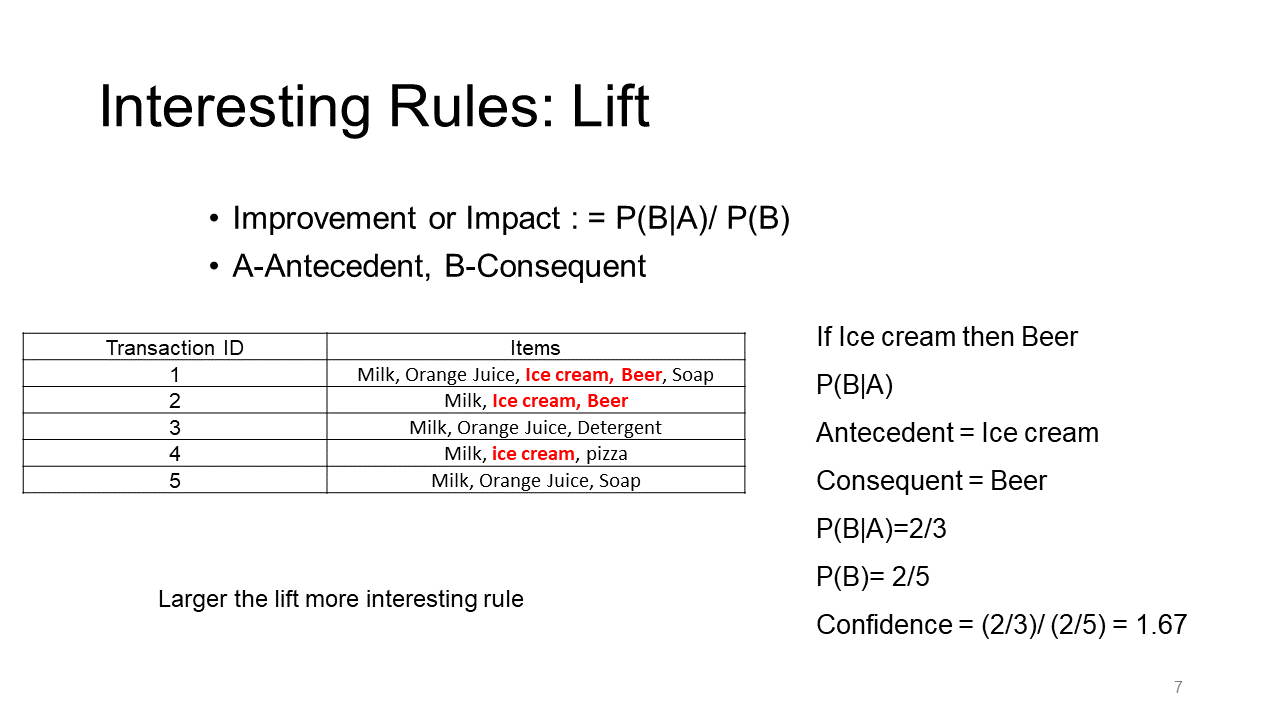 Interesting Rules: Lift
• Improvement or Impact : = P(B|A)/ P(B)
• A-Antecedent, B-Consequent
Transaction ID Items
1 Milk, Orange Juice, Ice cream, Beer, Soap
2 Milk, Ice cream, Beer
3 Milk, Orange Juice, Detergent
4 Milk, ice cream, pizza
5 Milk, Orange Juice, Soap
Larger the lift more interesting rule
If Ice cream then Beer
P(B|A)
Antecedent = Ice cream
Consequent = Beer
P(B|A)=2/3
P(B)= 2/5
Confidence = (2/3)/ (2/5) = 1.67
7